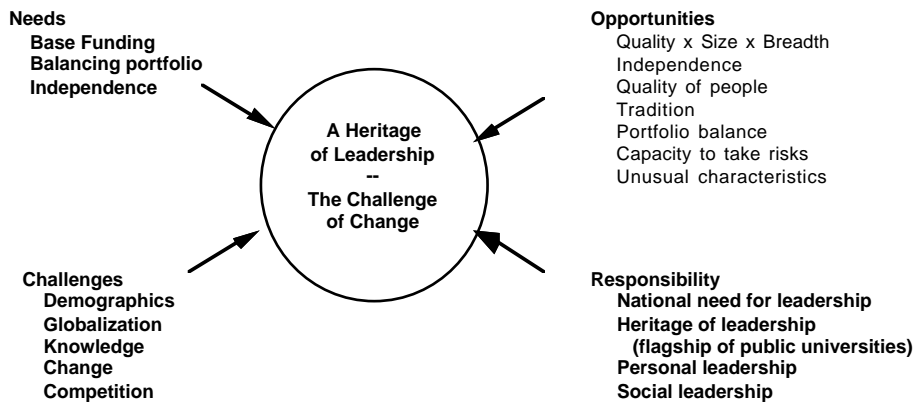 Needs
Base Funding
Balancing portfolio
Independence
Opportunities
Quality x Size x Breadth
Independence
Quality of people
Tradition
Portfolio balance
Capacity to take risks
Unusual characteristics
A Heritage
of Leadership
--
The Challenge
of Change
Challenges
Demographics
Globalization
Knowledge
Change
Competition
Responsibility
National need for leadership
Heritage of leadership
(flagship of public universities)
Personal leadership
Social leadership